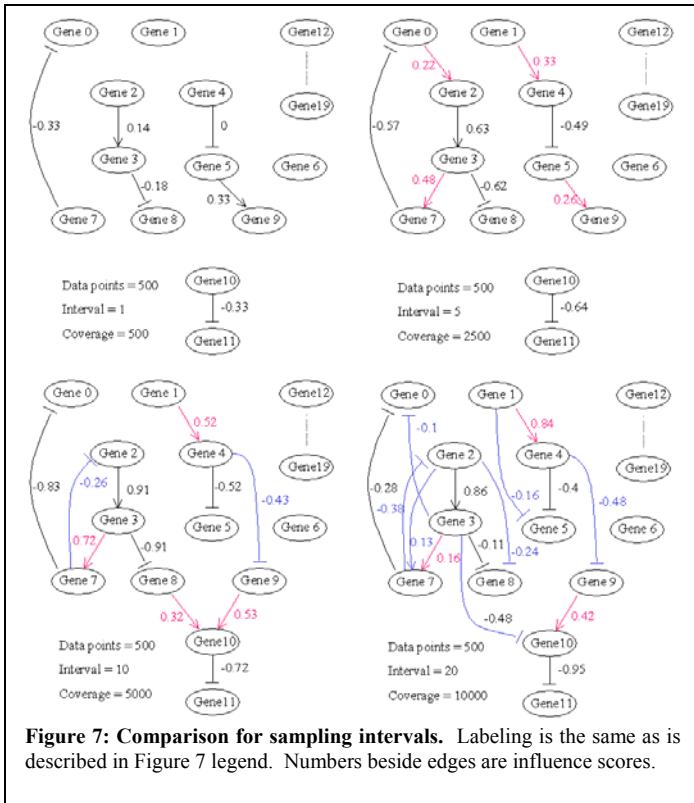 Gene 0
Gene 1
Gene12
Gene 2
Gene 4
Gene19
-0.33
0.14
0
Gene 3
Gene 5
Gene 6
-0.18
0.33
Gene 7
Gene 8
Gene 9
Data points = 500
Interval = 1
Coverage = 500
Gene10
-0.33
Gene11
Gene 0
Gene 1
Gene12
0.22
0.33
Gene 2
Gene 4
Gene19
-0.57
0.63
-0.49
Gene 3
Gene 5
Gene 6
0.48
-0.62
0.26
Gene 7
Gene 8
Gene 9
Data points = 500
Interval = 5
Coverage = 2500
Gene10
-0.64
Gene11
Gene 0
Gene 1
Gene12
0.52
Gene 2
Gene 4
Gene19
-0.83
-0.26
0.91
-0.52
-0.43
Gene 3
Gene 5
Gene 6
0.72
-0.91
Gene 7
Gene 8
Gene 9
0.32
0.53
Data points = 500
Interval = 10
Coverage = 5000
Gene10
-0.72
Gene11
Gene 0
Gene 1
Gene12
-0.1
0.84
Gene 2
Gene 4
Gene19
-0.28
-0.38
0.86
-0.16
-0.4
-0.48
Gene 3
Gene 5
Gene 6
0.13
0.16
-0.11
-0.24
Gene 7
Gene 8
Gene 9
-0.48
0.42
Data points = 500
Interval = 20
Coverage = 10000
Gene10
-0.95
Gene11
Figure 7: Comparison for sampling intervals. Labeling is the same as is
described in Figure 7 legend. Numbers beside edges are influence scores.